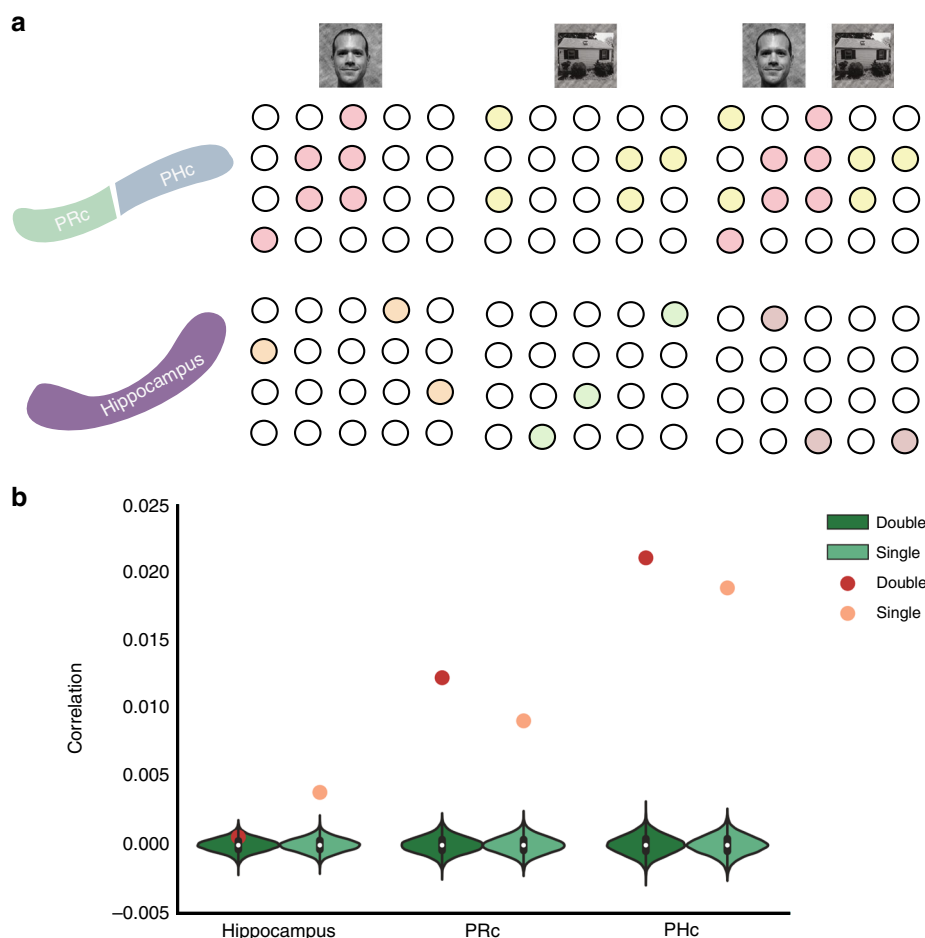 a
PRc
PHc
Hippocampus
b
0.025
0.020
0.015
0.010
0.005
0.000
–0.005
Correlation
Double
Single
Double
Single
Hippocampus
PRc
PHc